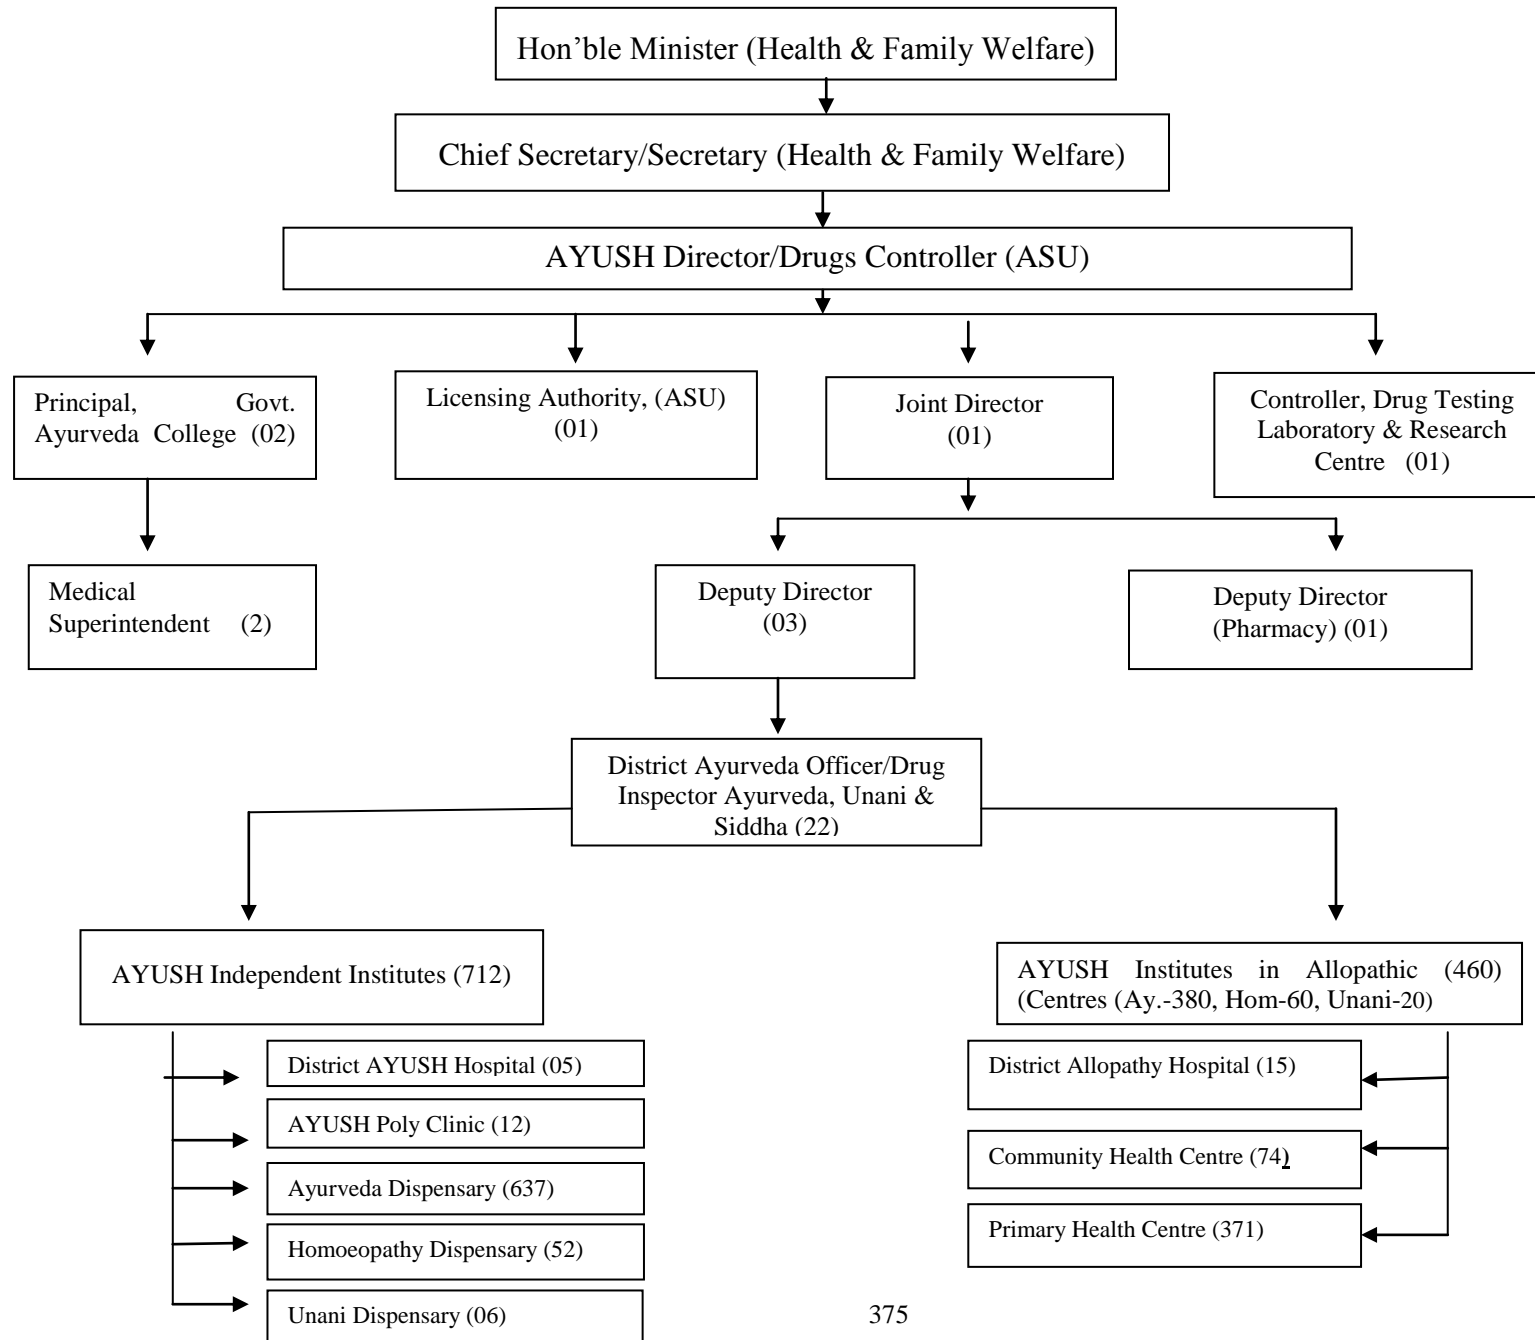 Hon’ble Minister (Health & Family Welfare)
Chief Secretary/Secretary (Health & Family Welfare)
AYUSH Director/Drugs Controller (ASU)
Principal, Govt.
Ayurveda College (02)
Licensing Authority, (ASU)
(01)
Joint Director
(01)
Controller, Drug Testing
Laboratory & Research
Centre (01)
Medical
Superintendent (2)
Deputy Director
(03)
Deputy Director
(Pharmacy) (01)
District Ayurveda Officer/Drug
Inspector Ayurveda, Unani &
Siddha (22)
AYUSH Independent Institutes (712)
AYUSH Institutes in Allopathic (460)
(Centres (Ay.-380, Hom-60, Unani-20)
District AYUSH Hospital (05)
AYUSH Poly Clinic (12)
Ayurveda Dispensary (637)
Homoeopathy Dispensary (52)
Unani Dispensary (06)
District Allopathy Hospital (15)
Community Health Centre (74)
Primary Health Centre (371)
375